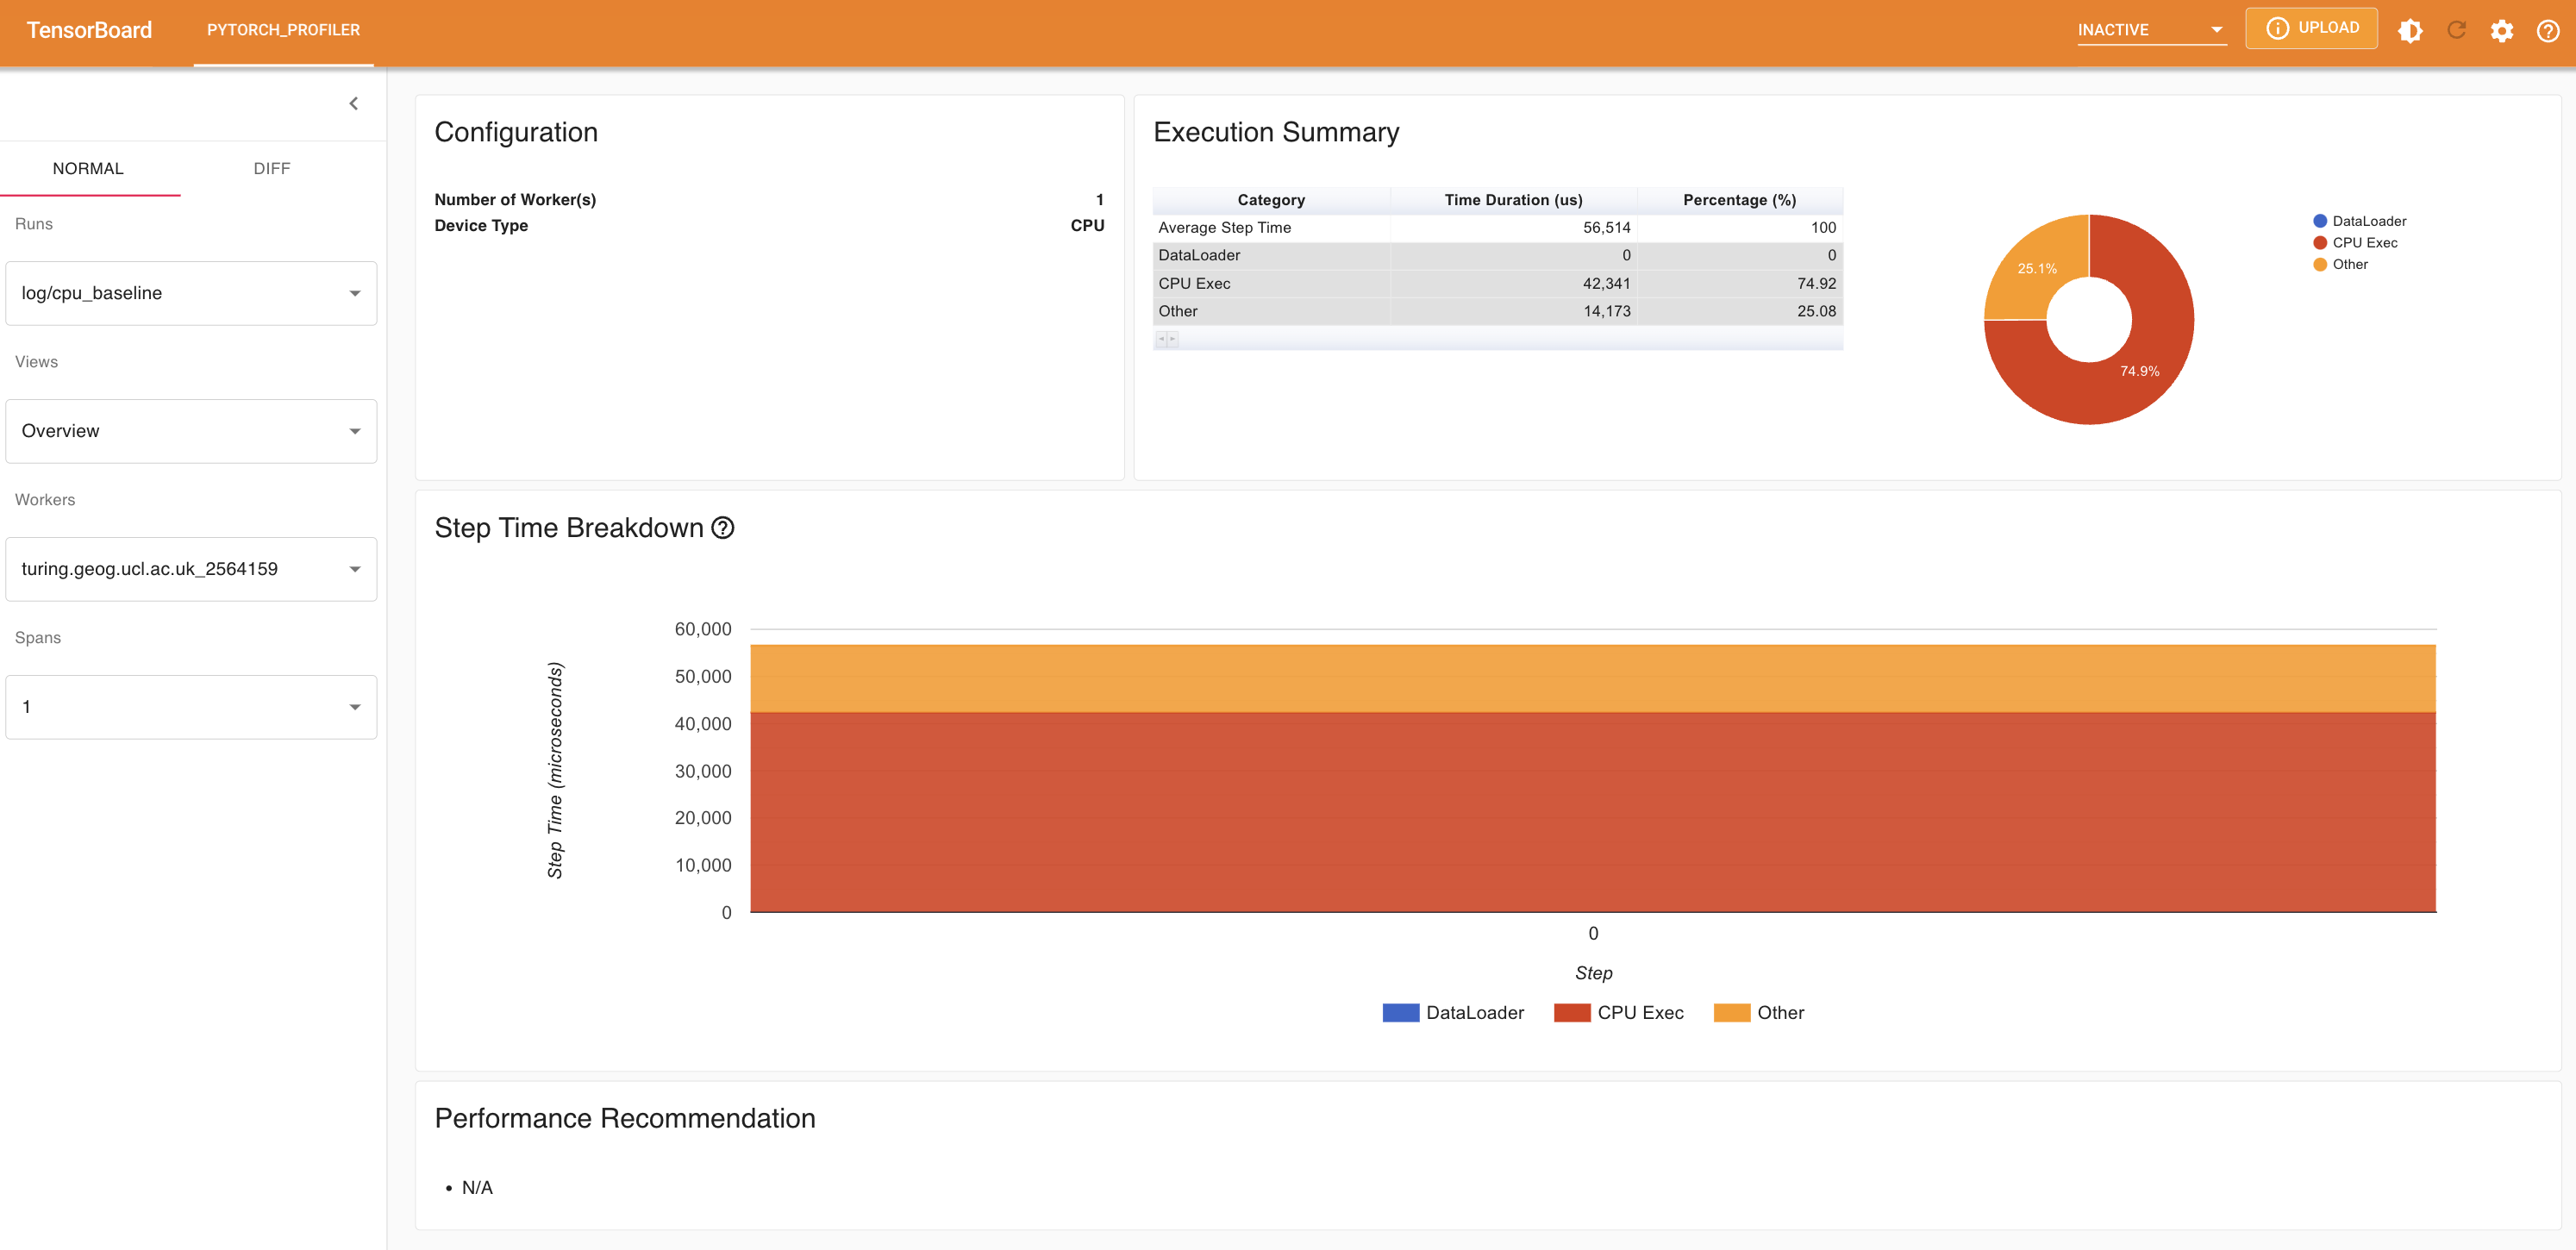 TensorBoard PYTORCH_PROFILER INACTIVE UPLOAD
NORMAL DIFF
Runs
log/cpu_baseline
Views
Overview
Workers
turing.geog.ucl.ac.uk_2564159
Spans
1
Configuration
Number of Worker(s) 1
Device Type CPU
Execution Summary
Category Time Duration (us) Percentage (%)
Average Step Time 56,514 100
DataLoader 0 0
CPU Exec 42,341 74.92
Other 14,173 25.08
25.1%
74.9%
DataLoader
CPU Exec
Other
Step Time Breakdown
Step Time (microseconds)
60,000
50,000
40,000
30,000
20,000
10,000
0
0
Step
DataLoader CPU Exec Other
Performance Recommendation
• N/A